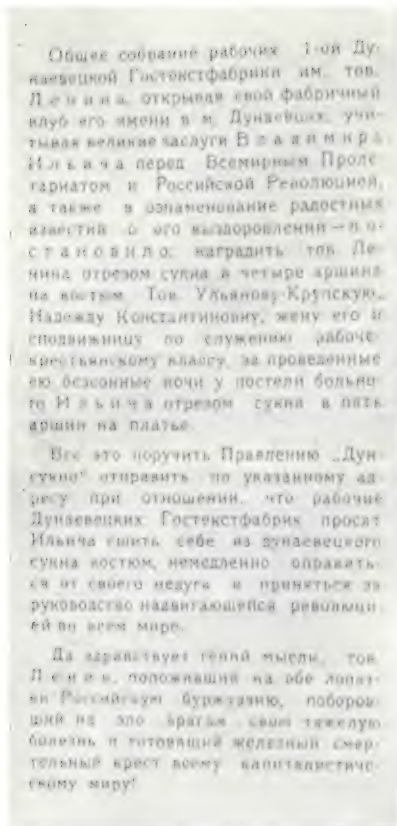 Общее собрание рабочих 1-ой Ду-
наевецкой Гостекстфабрики им. тов.
Ленина, открывая свой фабричный
клуб его имени в м. Дунаевцах, учи-
тывая великие заслуги Владимира
Ильича перед Всемирным Проле-
тариатом и Российской Революцией,
а также в ознаменование радостных
известий о его выздоровлении—по-
становило: наградить тов. Ле-
нина отрезом сукна в четыре аршина
на костюм. Тов. Ульянову-Крупскую,
Надежду Константиновну, жену его и
сподвижницу по служению рабоче-
крестьянскому классу, за проведенные
ею безсонные ночи у постели больно-
го Ильича отрезом сукна в пять
аршин на платье.
Все это поручить Правлению „Дун-
сукно" отправить по указанному ад-
ресу при отношении, что рабочие
Дунаевецких Гостекстфабрик просят
Ильича сшить себе из дунаевецкого
сукна костюм, немедленно оправить-
ся от своего недуга и приняться за
руководство надвигающейся революци-
ей во всем мире.
Да здравствует гений мысли, тов.
Ленин, положивший на обе лопат-
ки Российскую буржуазию, поборов-
ший на зло врагам свою тяжелую
болезнь и готовящий железный смер-
тельный крест всему капиталистиче-
скому миру!